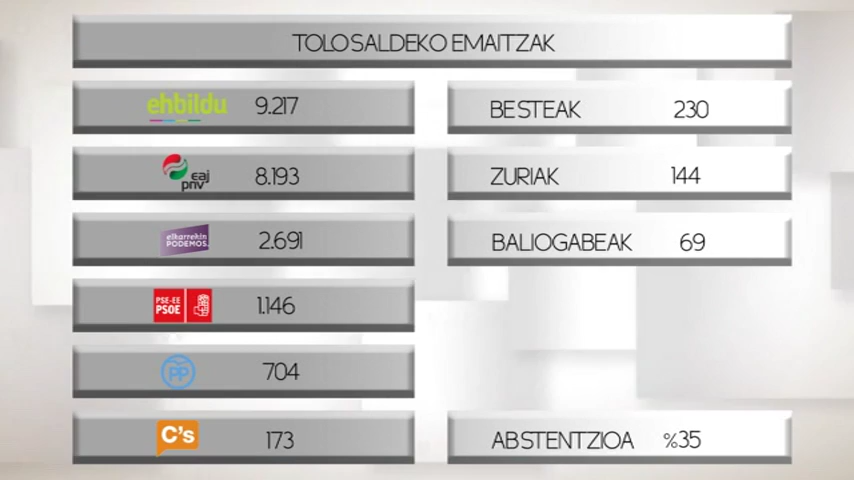 TOLOSALDEKO EMAITZAK
ehbildu 9.217
eaj pnv 8.193
elkarrekin PODEMOS. 2.691
PSE-EE PSOE 1.146
PP 704
C's 173
BESTEAK 230
ZURIAK 144
BALIOGABEAK 69
ABSTENTZIOA %35